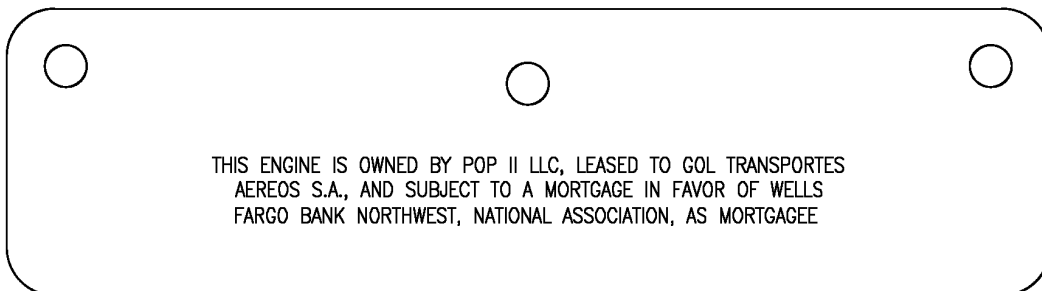 THIS ENGINE IS OWNED BY POP II LLC, LEASED TO GOL TRANSPORTES
AEREOS S.A., AND SUBJECT TO A MORTGAGE IN FAVOR OF WELLS
FARGO BANK NORTHWEST, NATIONAL ASSOCIATION, AS MORTGAGEE